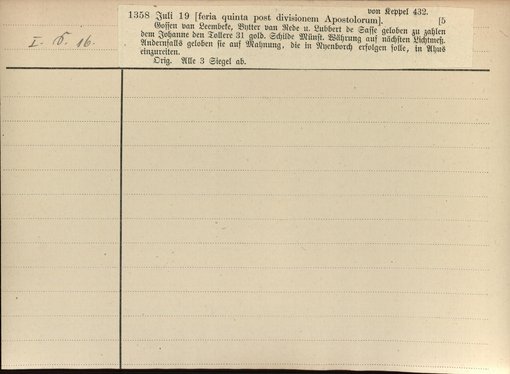 von Keppel 432.
1358 Juli 19 [feria quinta post divisionem Apostolorum]. [5
Gossen van Leembeke, Bytter van Rede u. Lubbert de Sasse geloben zu zahlen
dem Johanne den Tollere 31 gold. Schilde Münst. Währung auf nächsten Lichtmeß.
Andernfalls geloben sie auf Mahnung, die in Nyenborch erfolgen solle, in Ahus
einzureiten.
Orig. Alle 3 Siegel ab.
I. 16.